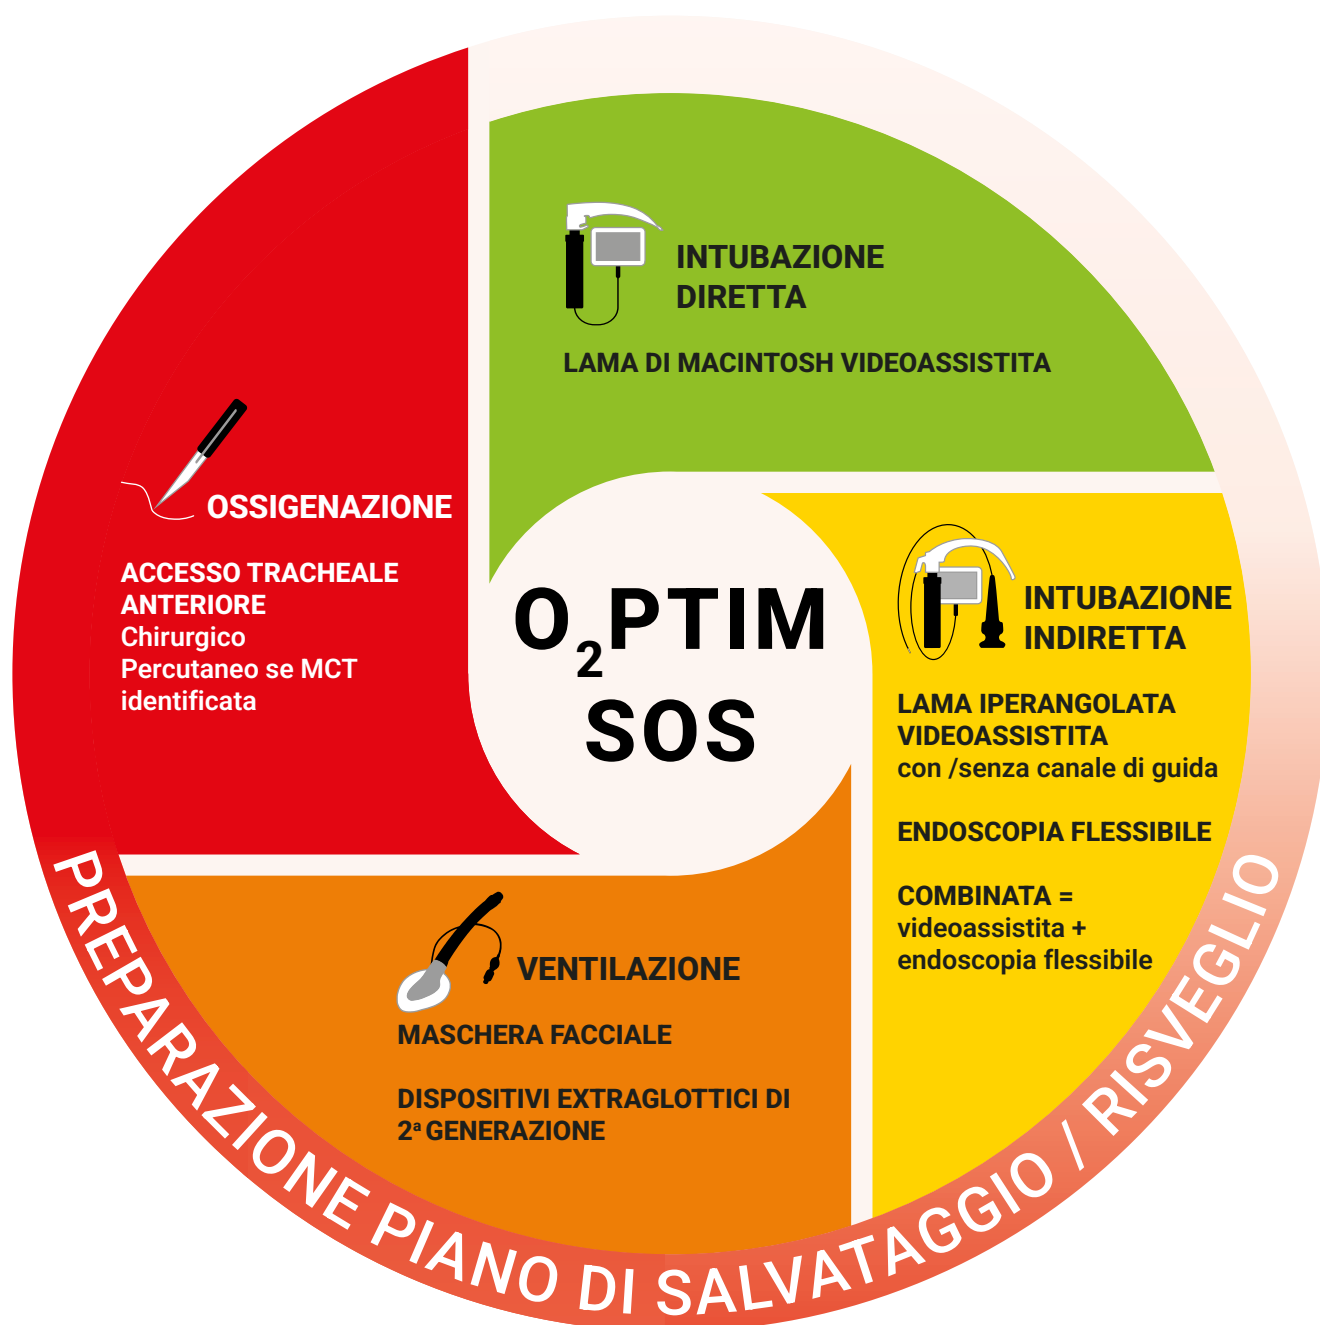 INTUBAZIONE
DIRETTA
LAMA DI MACINTOSH VIDEOASSISTITA
INTUBAZIONE
INDIRETTA
LAMA IPERANGOLATA
VIDEOASSISTITA
con /senza canale di guida
ENDOSCOPIA FLESSIBILE
COMBINATA =
videoassistita +
endoscopia flessibile
VENTILAZIONE
MASCHERA FACCIALE
DISPOSITIVI EXTRAGLOTTICI DI
2ª GENERAZIONE
OSSIGENAZIONE
ACCESSO TRACHEALE
ANTERIORE
Chirurgico
Percutaneo se MCT
identificata
O₂PTIM
SOS
PREPARAZIONE PIANO DI SALVATAGGIO / RISVEGLIO